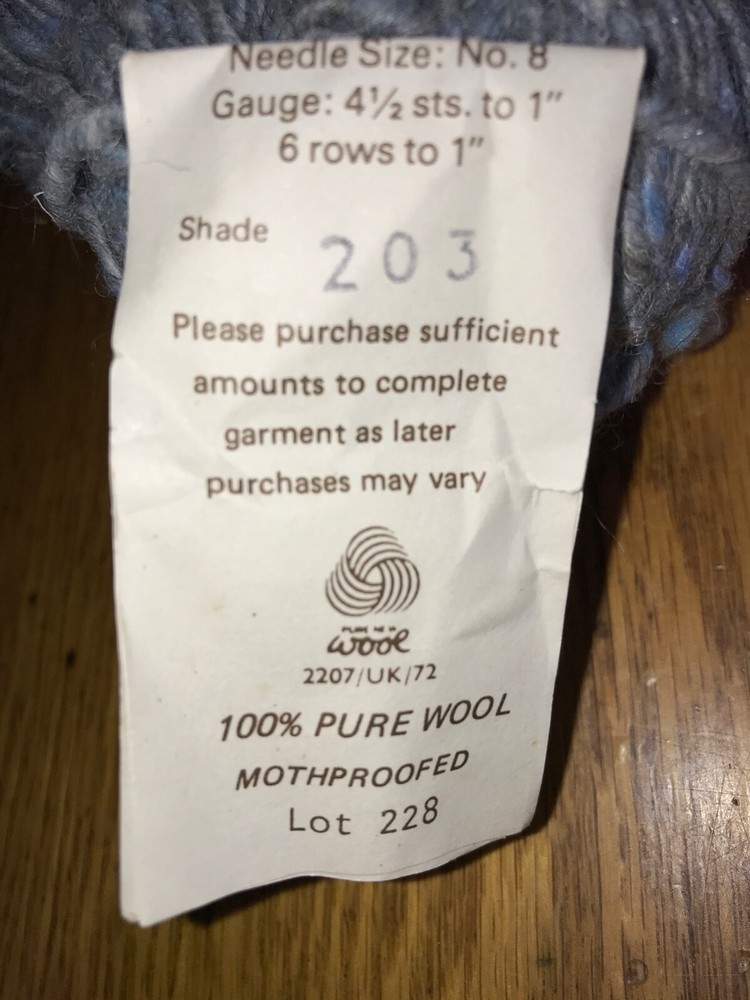 Needle Size: No. 8
Gauge: 4½ sts. to 1”
6 rows to 1”
Shade 203
Please purchase sufficient
amounts to complete
garment as later
purchases may vary
PURE NEW
wool
2207/UK/72
100% PURE WOOL
MOTHPROOFED
Lot 228